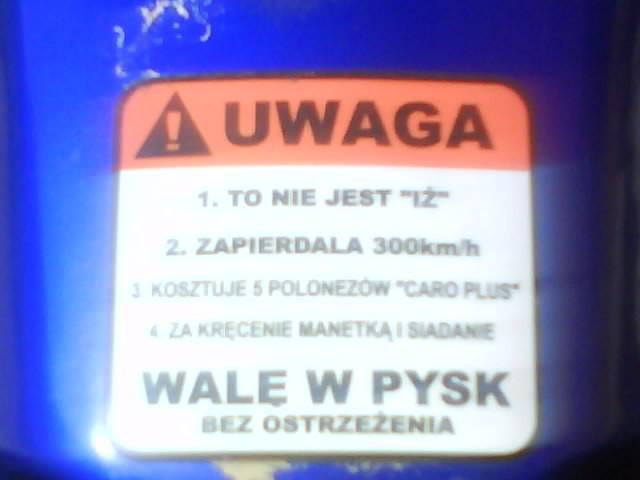 UWAGA
1. TO NIE JEST "IŻ"
2. ZAPIERDALA 300km/h
3. KOSZTUJE 5 POLONEZÓW "CARO PLUS"
4. ZA KRĘCENIE MANETKĄ I SIADANIE
WALĘ W PYSK
BEZ OSTRZEŻENIA